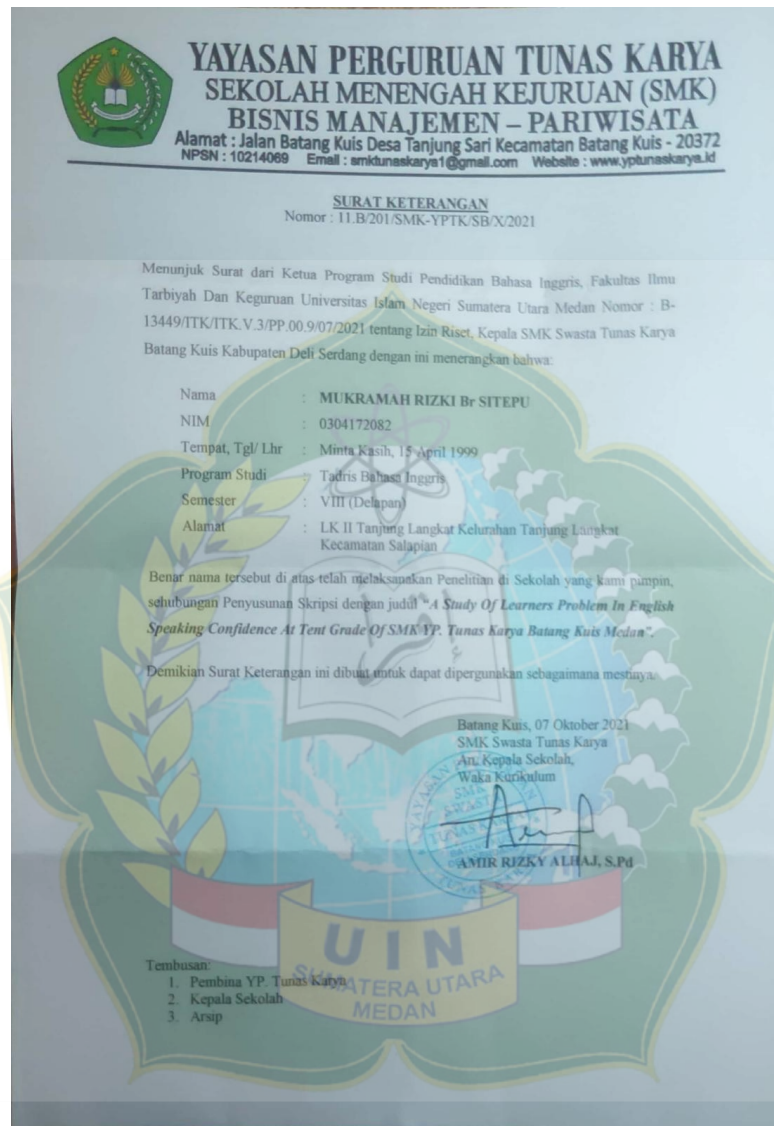 YAYASAN PERGURUAN TUNAS KARYA
SEKOLAH MENENGAH KEJURUAN (SMK)
BISNIS MANAJEMEN – PARIWISATA
Alamat : Jalan Batang Kuis Desa Tanjung Sari Kecamatan Batang Kuis - 20372
NPSN : 10214069 Email : smktunaskarya1@gmail.com Website : www.yptunaskarya.id
SURAT KETERANGAN
Nomor : 11.B/201/SMK-YPTK/SB/X/2021
Menunjuk Surat dari Ketua Program Studi Pendidikan Bahasa Inggris, Fakultas Ilmu
Tarbiyah Dan Keguruan Universitas Islam Negeri Sumatera Utara Medan Nomor : B-
13449/ITK/ITK.V.3/PP.00.9/07/2021 tentang Izin Riset, Kepala SMK Swasta Tunas Karya
Batang Kuis Kabupaten Deli Serdang dengan ini menerangkan bahwa:
Nama : MUKRAMAH RIZKI Br SITEPU
NIM : 0304172082
Tempat, Tgl/ Lhr : Minta Kasih, 15 April 1999
Program Studi : Tadris Bahasa Inggris
Semester : VIII (Delapan)
Alamat : LK II Tanjung Langkat Kelurahan Tanjung Langkat
Kecamatan Salapian
Benar nama tersebut di atas telah melaksanakan Penelitian di Sekolah yang kami pimpin,
sehubungan Penyusunan Skripsi dengan judul "A Study Of Learners Problem In English
Speaking Confidence At Tent Grade Of SMK YP. Tunas Karya Batang Kuis Medan".
Demikian Surat Keterangan ini dibuat untuk dapat dipergunakan sebagaimana mestinya.
Batang Kuis, 07 Oktober 2021
SMK Swasta Tunas Karya
An. Kepala Sekolah,
Waka Kurikulum
AMIR RIZKY ALHAJ, S.Pd
Tembusan:
1. Pembina YP. Tunas Karya
2. Kepala Sekolah
3. Arsip
UIN
SUMATERA UTARA
MEDAN